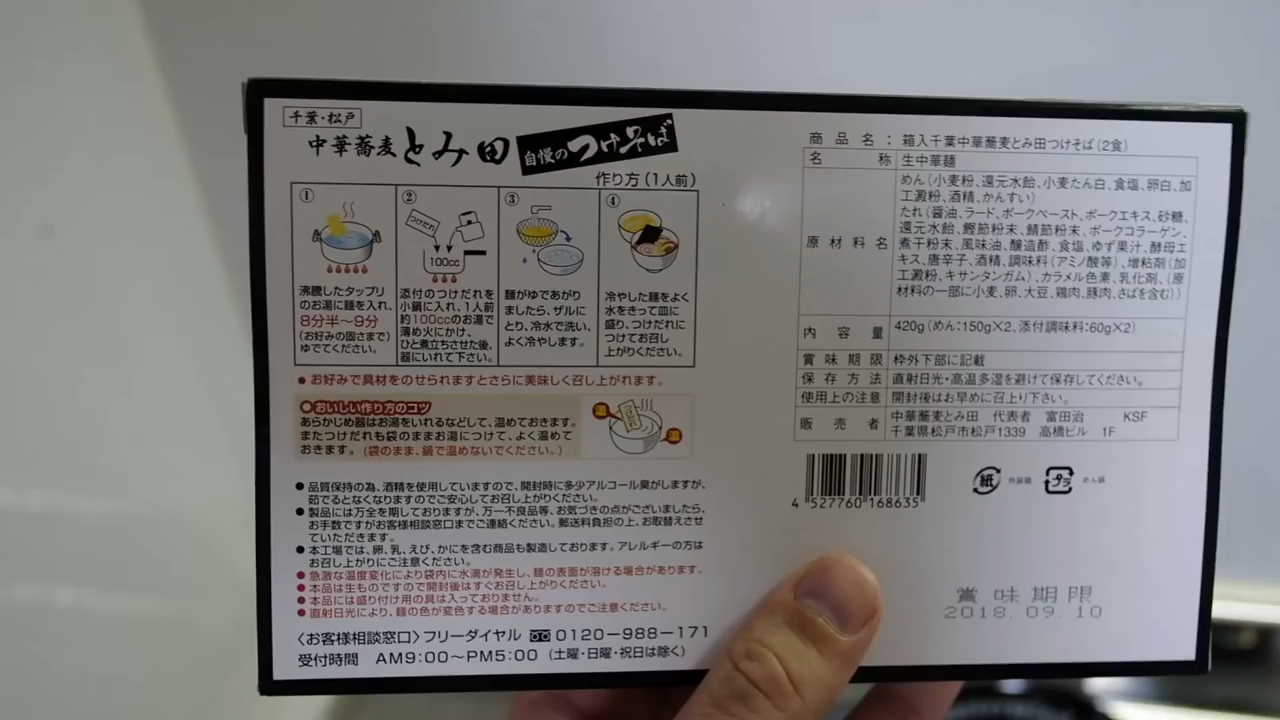 千葉・松戸
中華蕎麦とみ田 自慢のつけそば
作り方(1人前)
①
沸騰したタップリ
のお湯に麺を入れ、
8分半〜9分
(お好みの固さまで)
ゆでてください。
②
つけだれ
100cc
添付のつけだれを
小鍋に入れ、1人前
約100ccのお湯で
薄め火にかけ、
ひと煮立ちさせた後、
器にいれて下さい。
③
麺がゆであがり
ましたら、ザルに
とり、冷水で洗い、
よく冷やします。
④
冷やした麺をよく
水をきって皿に
盛り、つけだれに
つけてお召し
上がりください。
●お好みで具材をのせられますとさらに美味しく召し上がれます。
●おいしい作り方のコツ
あらかじめ器はお湯をいれるなどして、温めておきます。
またつけだれも袋のままお湯につけて、よく温めて
おきます。(袋のまま、鍋で温めないでください。)
温
温
●品質保持の為、酒精を使用していますので、開封時に多少アルコール臭がしますが、
茹でるとなくなりますのでご安心してお召し上がりください。
●製品には万全を期しておりますが、万一不良品等、お気づきの点がございましたら、
お手数ですがお客様相談窓口までご連絡ください。郵送料負担の上、お取替えさせ
ていただきます。
●本工場では、卵、乳、えび、かにを含む商品も製造しております。アレルギーの方は
お召し上がりにご注意ください。
●急激な温度変化により袋内に水滴が発生し、麺の表面が溶ける場合があります。
●本品は生ものですので開封後はすぐお召し上がりください。
●本品には盛り付け用の具は入っておりません。
●直射日光により、麺の色が変色する場合がありますのでご注意ください。
〈お客様相談窓口〉フリーダイヤル 0120-988-171
受付時間 AM9:00〜PM5:00 (土曜・日曜・祝日は除く)
商品名:箱入千葉中華蕎麦とみ田つけそば(2食)
名称 生中華麺
原材料名 めん(小麦粉、還元水飴、小麦たん白、食塩、卵白、加
工澱粉、酒精、かんすい)
たれ(醤油、ラード、ポークペースト、ポークエキス、砂糖、
還元水飴、鰹節粉末、鯖節粉末、ポークコラーゲン、
煮干粉末、風味油、醸造酢、食塩、ゆず果汁、酵母エ
キス、唐辛子、酒精、調味料(アミノ酸等)、増粘剤(加
工澱粉、キサンタンガム)、カラメル色素、乳化剤、(原
材料の一部に小麦、卵、大豆、鶏肉、豚肉、さばを含む))
内容量 420g(めん:150g×2、添付調味料:60g×2)
賞味期限 枠外下部に記載
保存方法 直射日光・高温多湿を避けて保存してください。
使用上の注意 開封後はお早めに召上り下さい。
販売者 中華蕎麦とみ田 代表者 富田治 KSF
千葉県松戸市松戸1339 高橋ビル 1F
4 527760 168635
紙 外装箱 プラ めん袋
賞味期限
2018.09.10